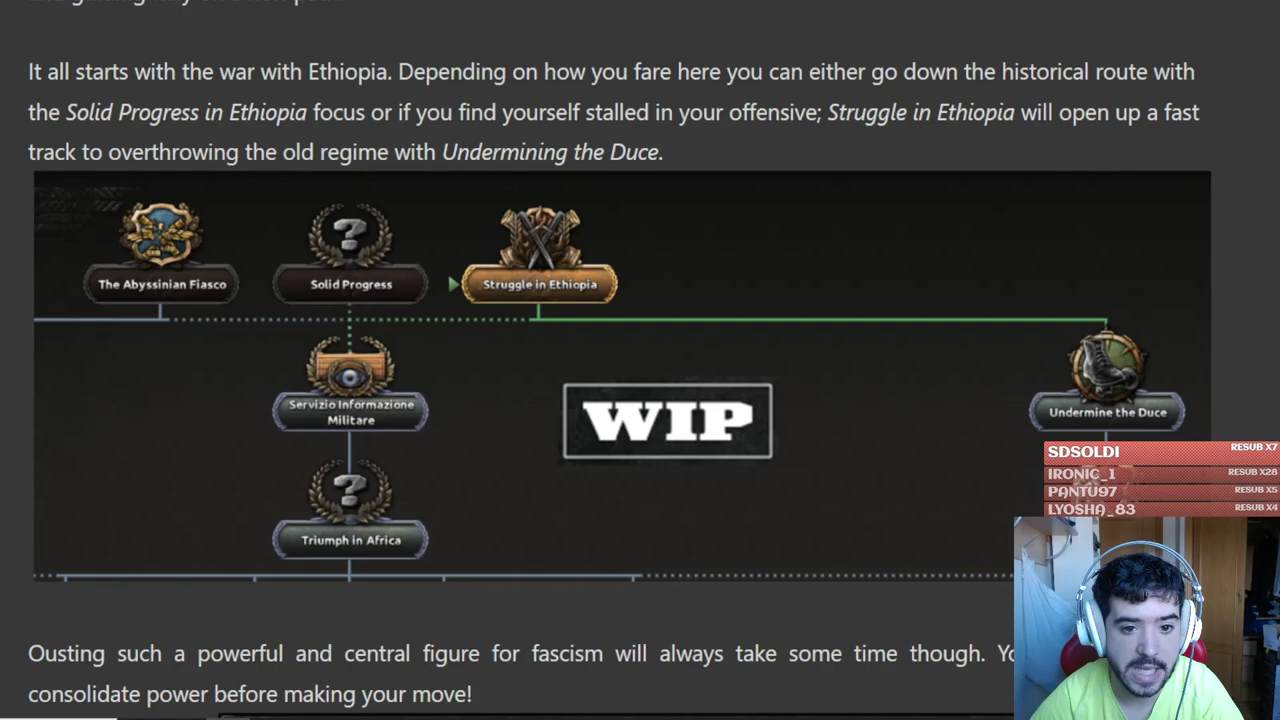 It all starts with the war with Ethiopia. Depending on how you fare here you can either go down the historical route with
the Solid Progress in Ethiopia focus or if you find yourself stalled in your offensive; Struggle in Ethiopia will open up a fast
track to overthrowing the old regime with Undermining the Duce.
The Abyssinian Fiasco
Solid Progress
Struggle in Ethiopia
Servizio Informazione
Militare
WIP
Undermine the Duce
SDSOLDI RESUB X7
IRONIC_1 RESUB X28
PANTU97 RESUB X5
LYOSHA_83 RESUB X4
Triumph in Africa
Ousting such a powerful and central figure for fascism will always take some time though.
consolidate power before making your move!